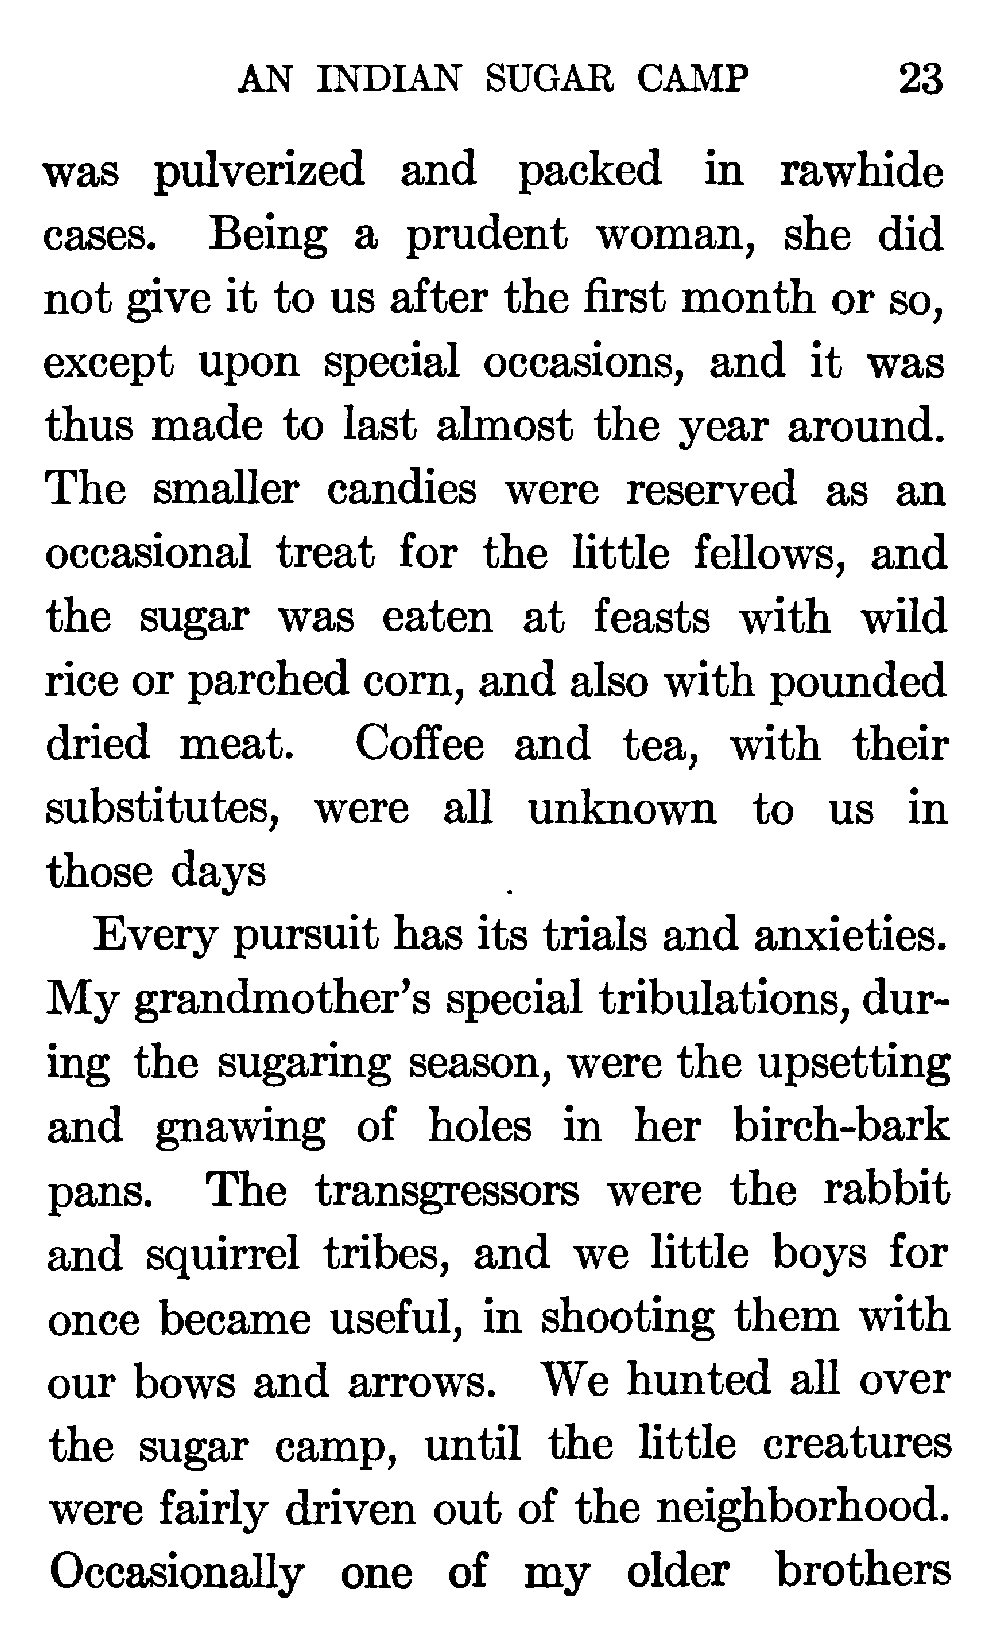 AN INDIAN SUGAR CAMP 23
was pulverized and packed in rawhide
cases. Being a prudent woman, she did
not give it to us after the first month or so,
except upon special occasions, and it was
thus made to last almost the year around.
The smaller candies were reserved as an
occasional treat for the little fellows, and
the sugar was eaten at feasts with wild
rice or parched corn, and also with pounded
dried meat. Coffee and tea, with their
substitutes, were all unknown to us in
those days
Every pursuit has its trials and anxieties.
My grandmother's special tribulations, dur-
ing the sugaring season, were the upsetting
and gnawing of holes in her birch-bark
pans. The transgressors were the rabbit
and squirrel tribes, and we little boys for
once became useful, in shooting them with
our bows and arrows. We hunted all over
the sugar camp, until the little creatures
were fairly driven out of the neighborhood.
Occasionally one of my older brothers